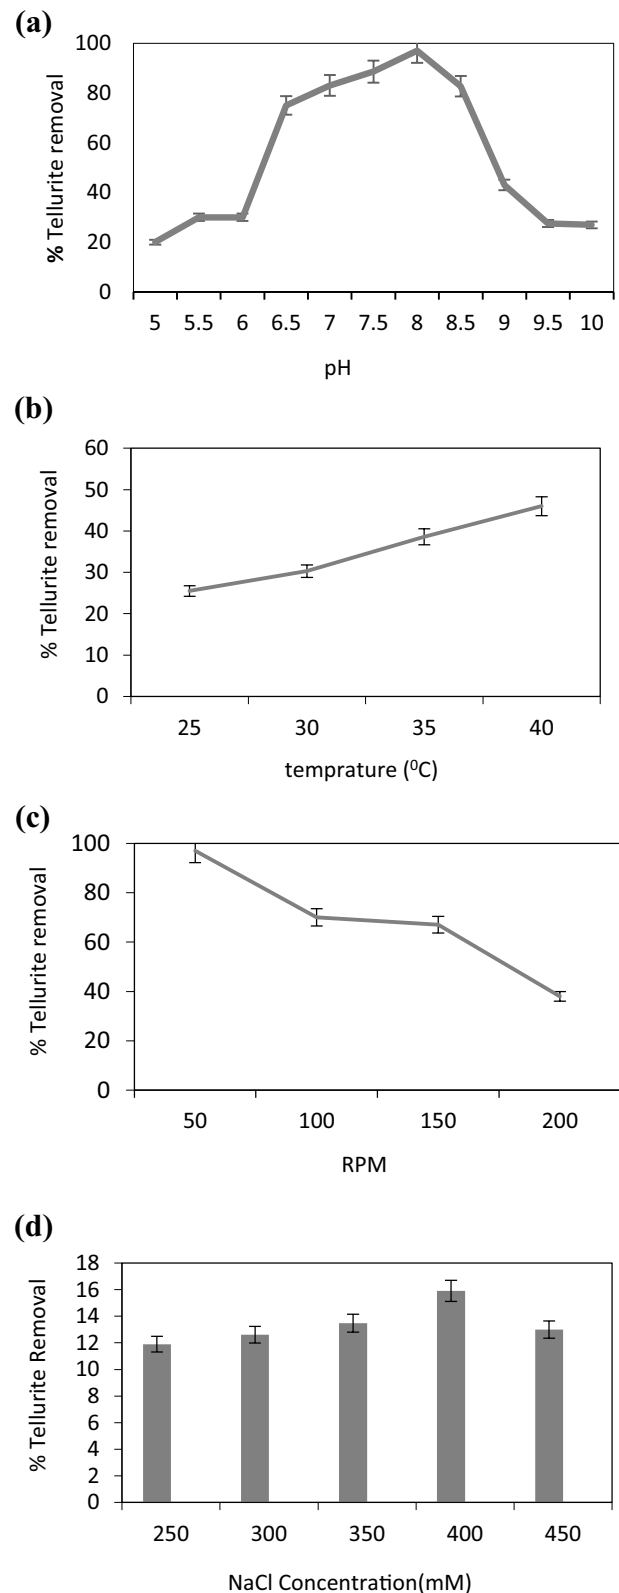 (a)
100
80
60
40
20
0
% Tellurite removal
5 5.5 6 6.5 7 7.5 8 8.5 9 9.5 10
pH
(b)
60
50
40
30
20
10
0
% Tellurite removal
25 30 35 40
temprature (⁰C)
(c)
100
80
60
40
20
0
% Tellurite removal
50 100 150 200
RPM
(d)
18
16
14
12
10
8
6
4
2
0
% Tellurite Removal
250 300 350 400 450
NaCl Concentration(mM)